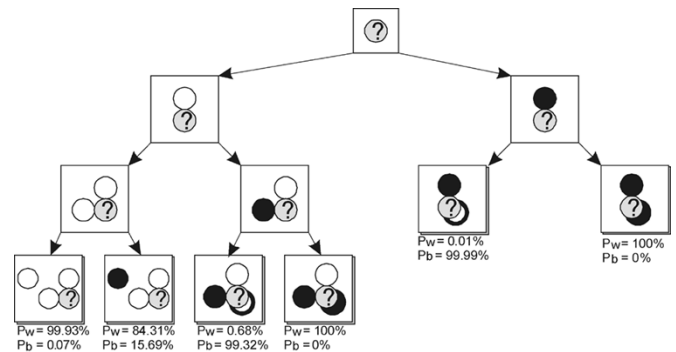 ?
?
?
?
?
?
?
Pw= 0.01%
Pb= 99.99%
Pw= 100%
Pb= 0%
?
?
?
?
Pw= 99.93%
Pb= 0.07%
Pw= 84.31%
Pb= 15.69%
Pw= 0.68%
Pb= 99.32%
Pw= 100%
Pb= 0%